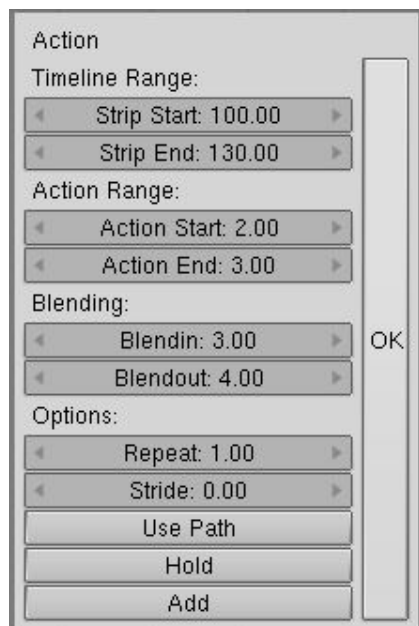 Action
Timeline Range:
Strip Start: 100.00
Strip End: 130.00
Action Range:
Action Start: 2.00
Action End: 3.00
Blending:
Blendin: 3.00
Blendout: 4.00
OK
Options:
Repeat: 1.00
Stride: 0.00
Use Path
Hold
Add